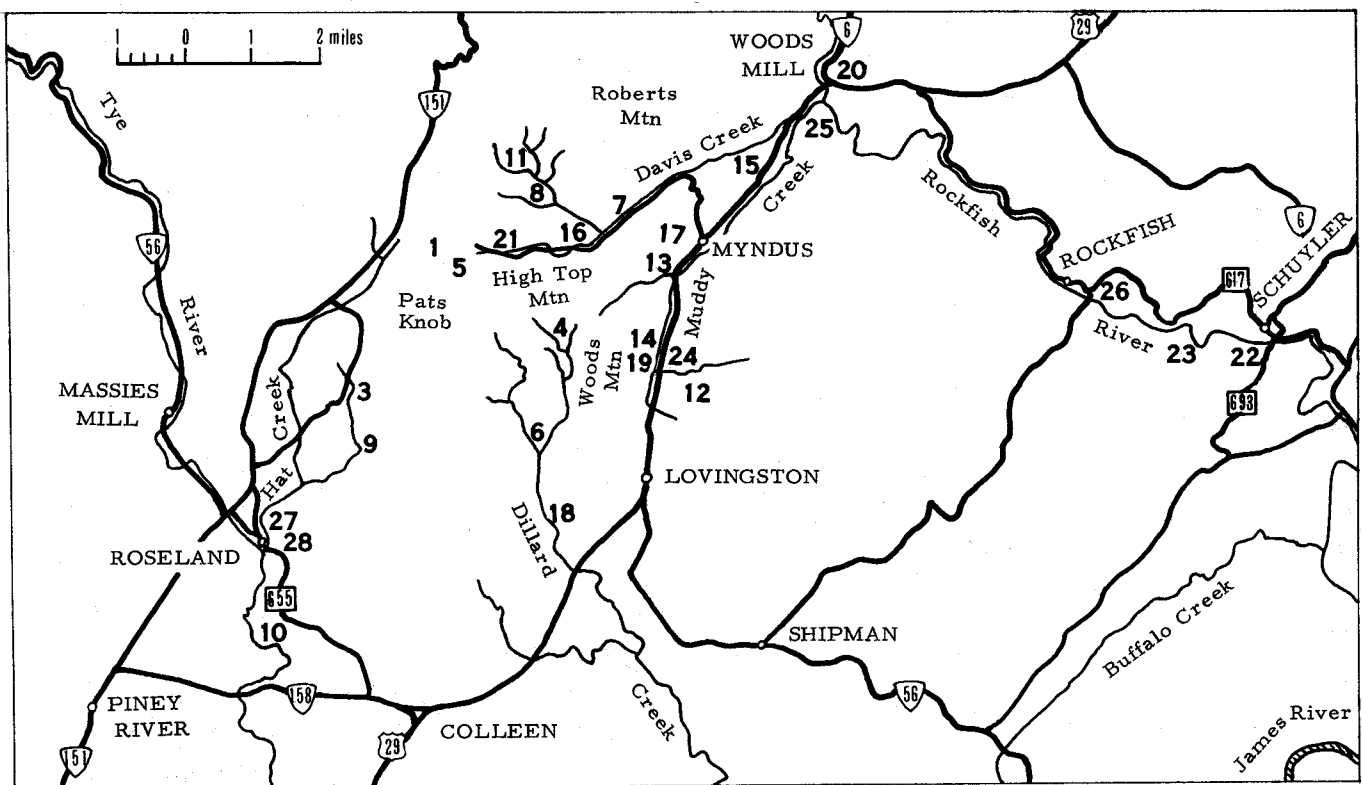 1 0 1 2 miles
WOODS
MILL
6
29
20
Tye
151
Roberts
Mtn
25
11
Davis Creek
15
8
Creek
Rockfish
7
6
56
1
21
16
17
MYNDUS
ROCKFISH
SCHUYLER
5
High Top
Mtn
13
617
26
River
Pats
Knob
Muddy
River
23
22
4
14
19
24
Woods
Mtn
12
MASSIES
MILL
Creek
3
693
9
6
Hat
LOVINGSTON
27
18
28
Dillard
ROSELAND
655
10
SHIPMAN
Buffalo Creek
158
56
PINEY
RIVER
Creek
COLLEEN
29
151
James River